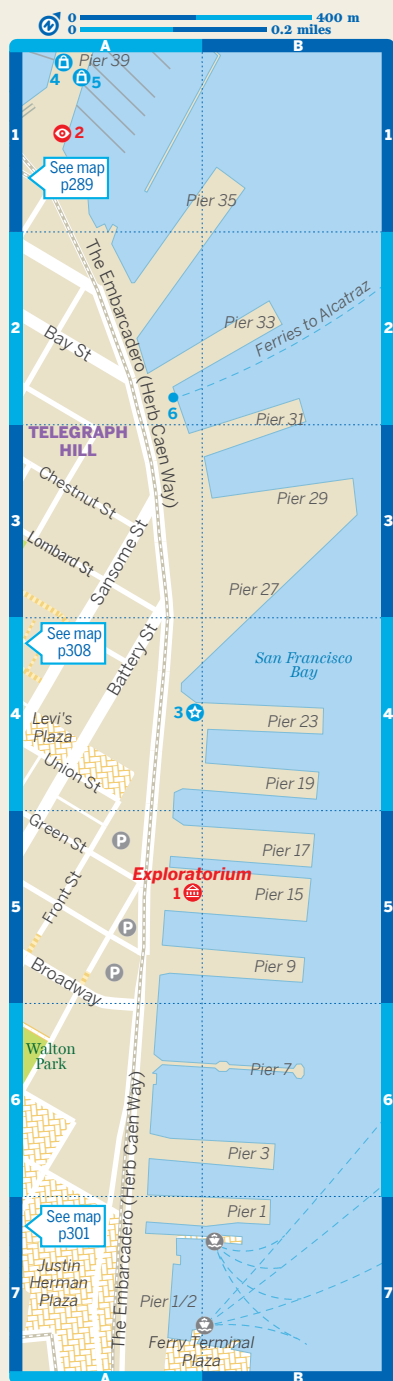 0 400 m
0 0.2 miles
A B
Pier 39
4
5
1 1
2
See map
p289
Pier 35
The Embarcadero (Herb Caen Way)
2 2
Pier 33
Ferries to Alcatraz
Bay St
6
Pier 31
TELEGRAPH
HILL
Chestnut St
Pier 29
3 3
Lombard St
Sansome St
Pier 27
See map
p308
Battery St
San Francisco
Bay
4 4
3
Levi's
Plaza
Pier 23
Union St
Pier 19
Green St
P
Pier 17
Exploratorium
1
Pier 15
Front St
5 5
P
Pier 9
Broadway
P
Walton
Park
Pier 7
6 6
The Embarcadero (Herb Caen Way)
Pier 3
See map
p301
Pier 1
Justin
Herman
Plaza
7 7
Pier 1/2
Ferry Terminal
Plaza
A B